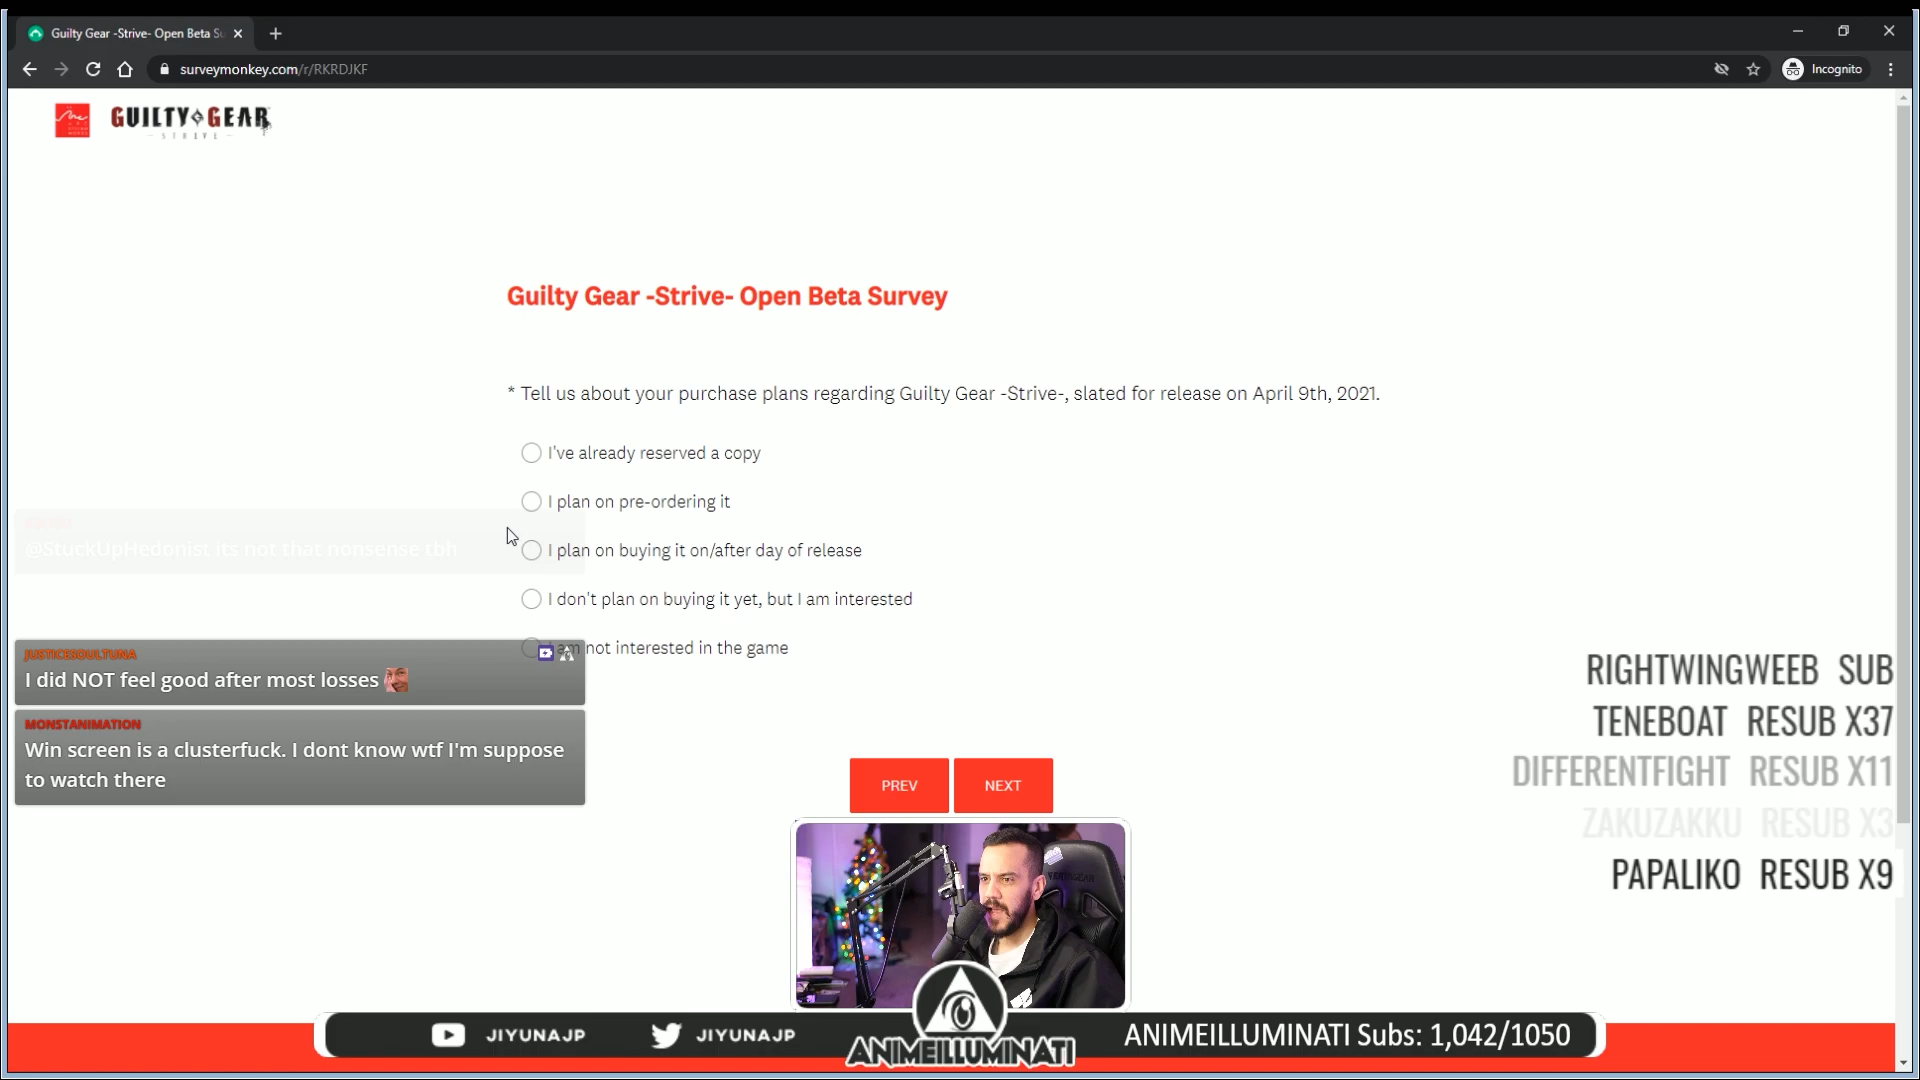 Guilty Gear -Strive- Open Beta Su
surveymonkey.com/r/RKRDJKF
Incognito
GUILTY GEAR
STRIVE
Guilty Gear -Strive- Open Beta Survey
* Tell us about your purchase plans regarding Guilty Gear -Strive-, slated for release on April 9th, 2021.
I've already reserved a copy
I plan on pre-ordering it
I plan on buying it on/after day of release
I don't plan on buying it yet, but I am interested
am not interested in the game
@StuckUpHedonist its not that nonsense tbh
JUSTICESOULTUNA
I did NOT feel good after most losses
MONSTANIMATION
Win screen is a clusterfuck. I dont know wtf I'm suppose
to watch there
PREV
NEXT
RIGHTWINGWEEB SUB
TENEBOAT RESUB X37
DIFFERENTFIGHT RESUB X11
ZAKUZAKKU RESUB X3
PAPALIKO RESUB X9
JIYUNAJP
JIYUNAJP
ANIMEILLUMINATI
ANIMEILLUMINATI Subs: 1,042/1050